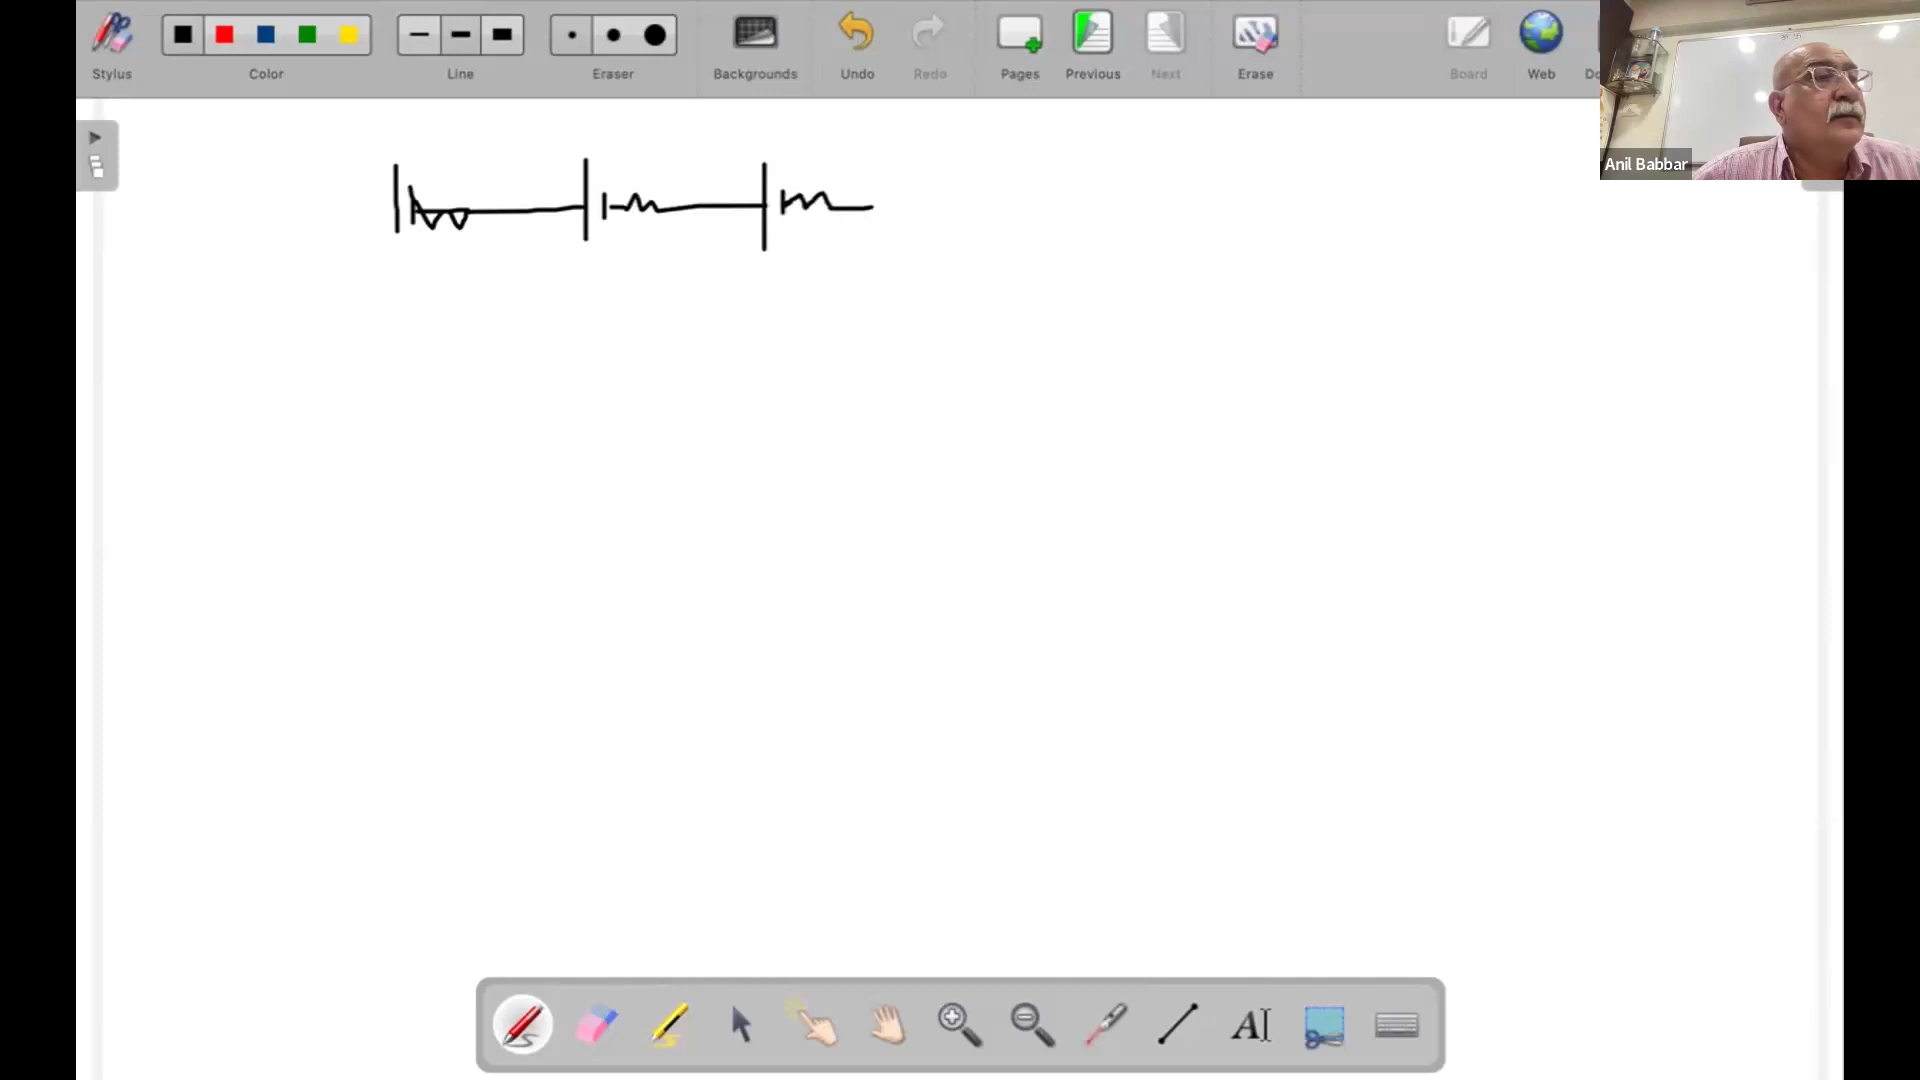 Stylus
Color
Line
Eraser
Backgrounds
Undo
Redo
Pages
Previous
Next
Erase
Board
Web
Anil Babbar